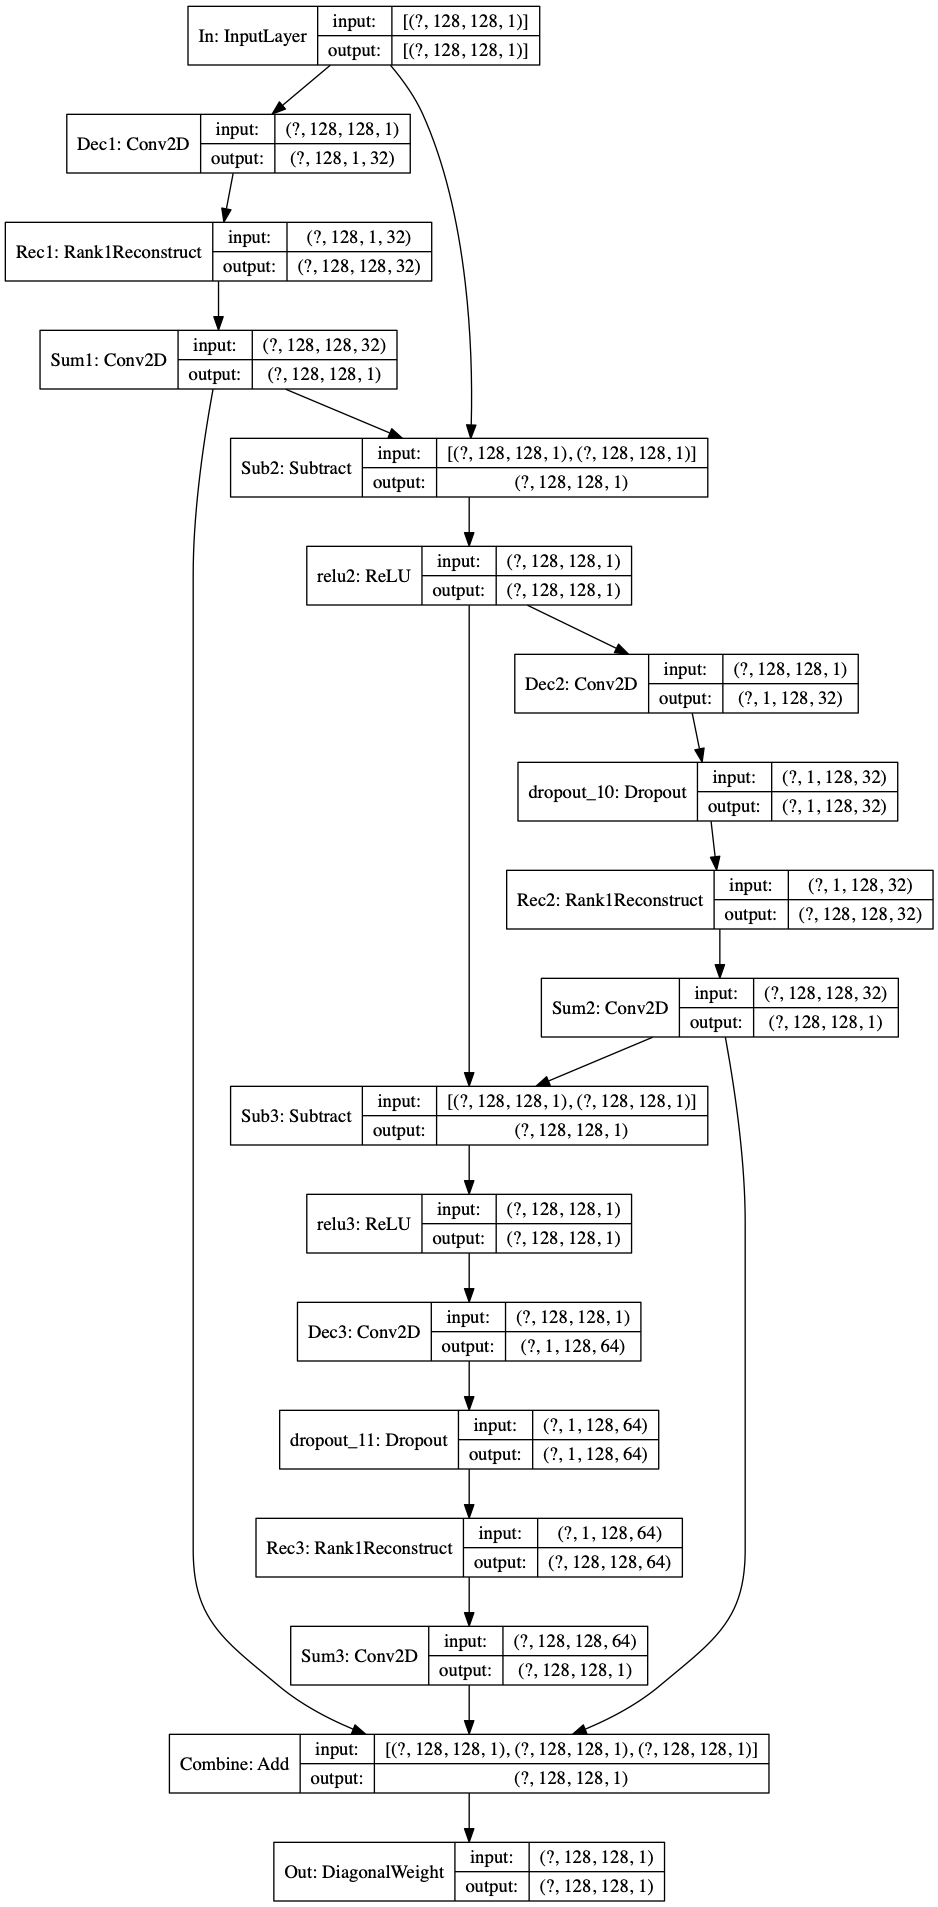 In: InputLayer
input: [(?, 128, 128, 1)]
output: [(?, 128, 128, 1)]
Dec1: Conv2D
input: (?, 128, 128, 1)
output: (?, 128, 1, 32)
Rec1: Rank1Reconstruct
input: (?, 128, 1, 32)
output: (?, 128, 128, 32)
Sum1: Conv2D
input: (?, 128, 128, 32)
output: (?, 128, 128, 1)
Sub2: Subtract
input: [(?, 128, 128, 1), (?, 128, 128, 1)]
output: (?, 128, 128, 1)
relu2: ReLU
input: (?, 128, 128, 1)
output: (?, 128, 128, 1)
Dec2: Conv2D
input: (?, 128, 128, 1)
output: (?, 1, 128, 32)
dropout_10: Dropout
input: (?, 1, 128, 32)
output: (?, 1, 128, 32)
Rec2: Rank1Reconstruct
input: (?, 1, 128, 32)
output: (?, 128, 128, 32)
Sum2: Conv2D
input: (?, 128, 128, 32)
output: (?, 128, 128, 1)
Sub3: Subtract
input: [(?, 128, 128, 1), (?, 128, 128, 1)]
output: (?, 128, 128, 1)
relu3: ReLU
input: (?, 128, 128, 1)
output: (?, 128, 128, 1)
Dec3: Conv2D
input: (?, 128, 128, 1)
output: (?, 1, 128, 64)
dropout_11: Dropout
input: (?, 1, 128, 64)
output: (?, 1, 128, 64)
Rec3: Rank1Reconstruct
input: (?, 1, 128, 64)
output: (?, 128, 128, 64)
Sum3: Conv2D
input: (?, 128, 128, 64)
output: (?, 128, 128, 1)
Combine: Add
input: [(?, 128, 128, 1), (?, 128, 128, 1), (?, 128, 128, 1)]
output: (?, 128, 128, 1)
Out: DiagonalWeight
input: (?, 128, 128, 1)
output: (?, 128, 128, 1)